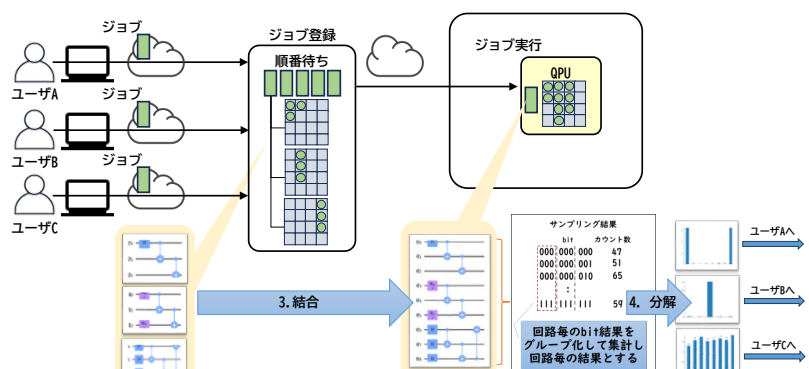 ジョブ
ユーザA
ジョブ
ユーザB
ジョブ
ユーザC
ジョブ登録
順番待ち
ジョブ実行
QPU
3.結合
サンプリング結果
bit カウント数
000 000 000 47
000 000 001 51
000 000 010 65
:
111 111 111 59
4. 分解
回路毎のbit結果を
グループ化して集計し
回路毎の結果とする
ユーザAへ
ユーザBへ
ユーザCへ